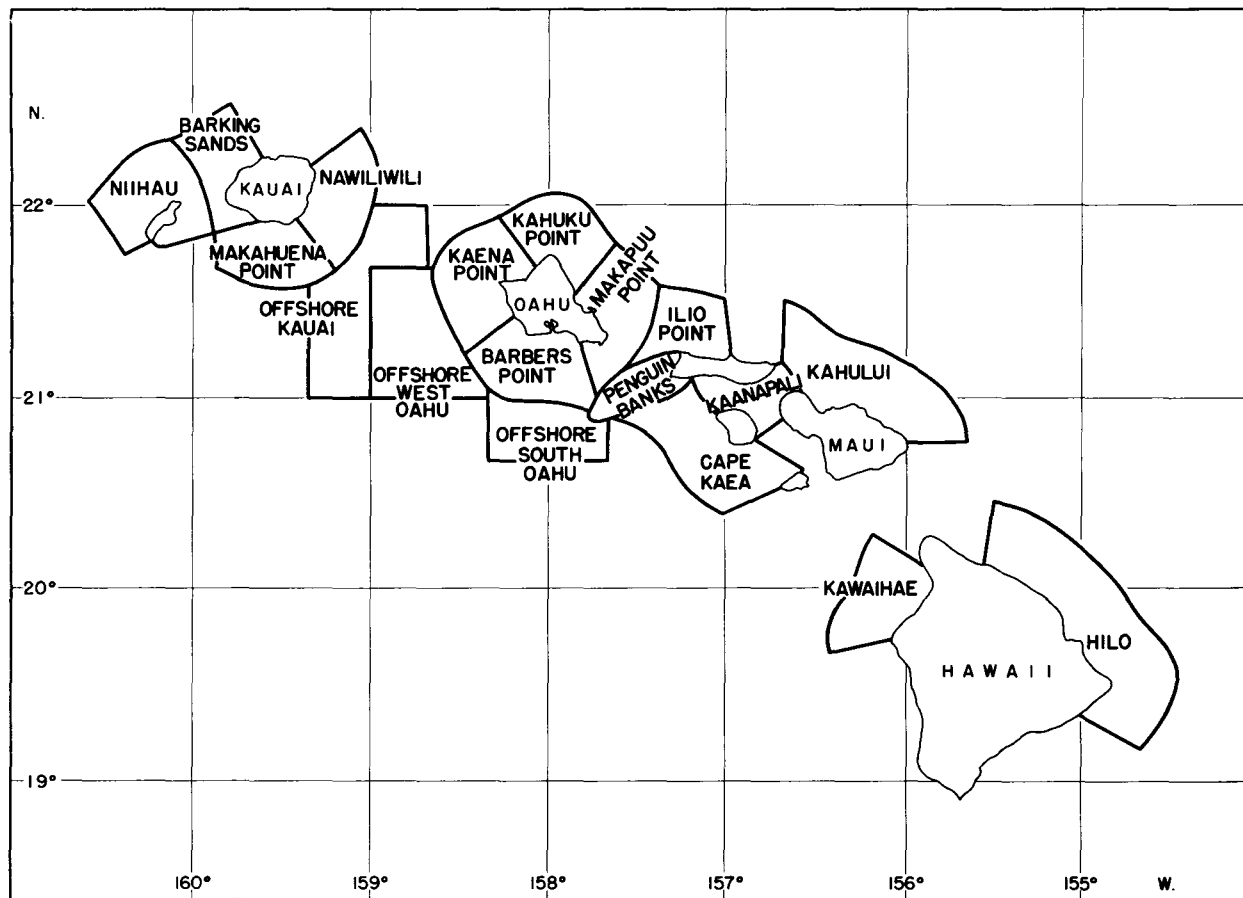 N.
BARKING
SANDS
NIIHAU
KAUAI
NAWILIWILI
22°
MAKAHUENA
POINT
OFFSHORE
KAUAI
KAHUKU
POINT
KAENA
POINT
OAHU
MAKAPUU
POINT
ILIO
POINT
BARBERS
POINT
PENGUIN
BANKS
KAANAPALI
KAHULUI
21°
OFFSHORE
WEST
OAHU
OFFSHORE
SOUTH
OAHU
CAPE
KAEA
MAUI
20°
KAWAIHAE
HILO
HAWAII
19°
160°
159°
158°
157°
156°
155°
W.